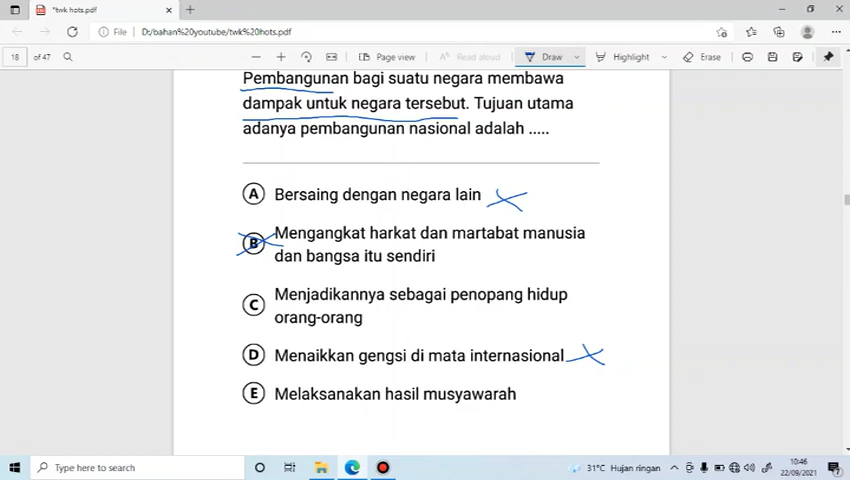 *twk hots.pdf
File
D:/bahan%20youtube/twk%20hots.pdf
18 of 47
Page view
Read aloud
Draw
Highlight
Erase
Pembangunan bagi suatu negara membawa
dampak untuk negara tersebut. Tujuan utama
adanya pembangunan nasional adalah .....
A Bersaing dengan negara lain
B Mengangkat harkat dan martabat manusia
dan bangsa itu sendiri
C Menjadikannya sebagai penopang hidup
orang-orang
D Menaikkan gengsi di mata internasional
E Melaksanakan hasil musyawarah
Type here to search
31°C Hujan ringan
10:46
22/09/2021